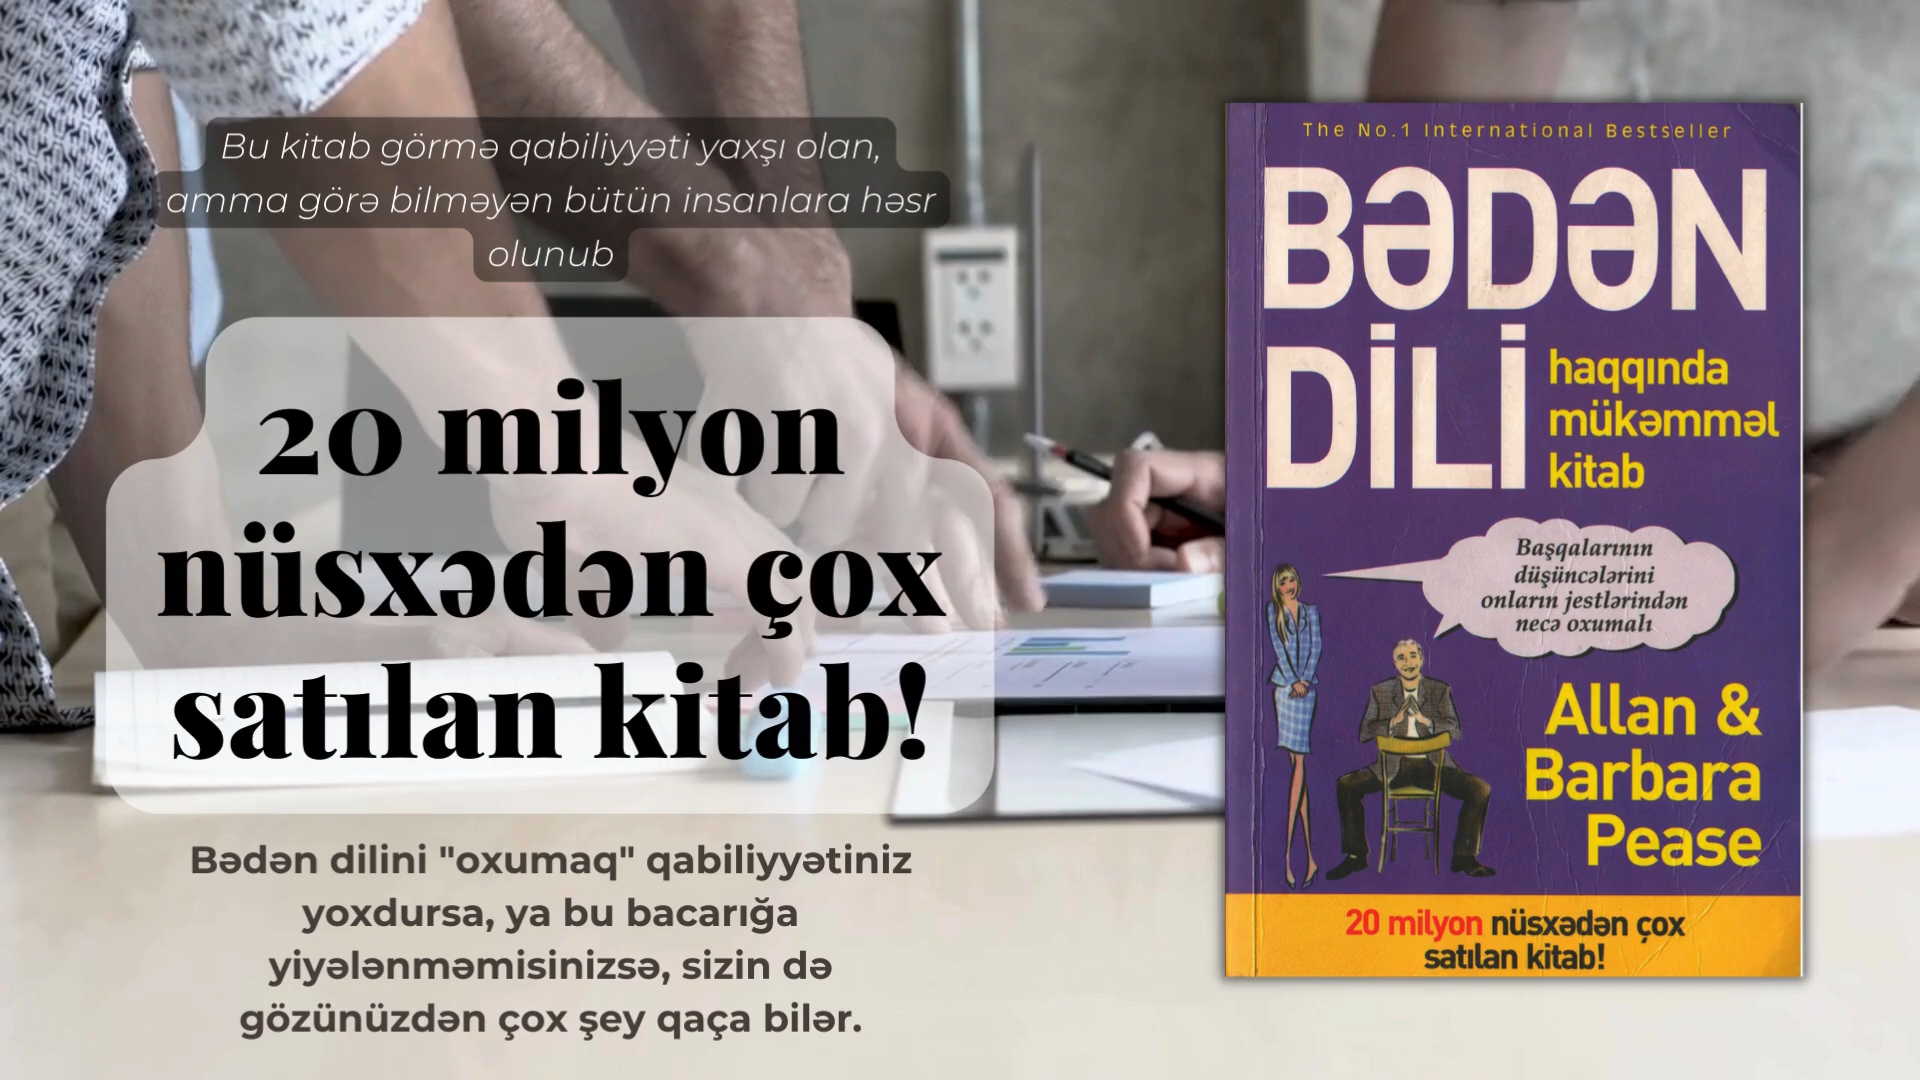 Bu kitab görmə qabiliyyəti yaxşı olan,
amma görə bilməyən bütün insanlara həsr
olunub
20 milyon
nüsxədən çox
satılan kitab!
Bədən dilini "oxumaq" qabiliyyətiniz
yoxdursa, ya bu bacarığa
yiyələnməmisinizsə, sizin də
gözünüzdən çox şey qaça bilər.
The No.1 International Bestseller
BƏDƏN
DİLİ
haqqında
mükəmməl
kitab
Başqalarının
düşüncələrini
onların jestlərindən
necə oxumalı
Allan &
Barbara
Pease
20 milyon nüsxədən çox
satılan kitab!